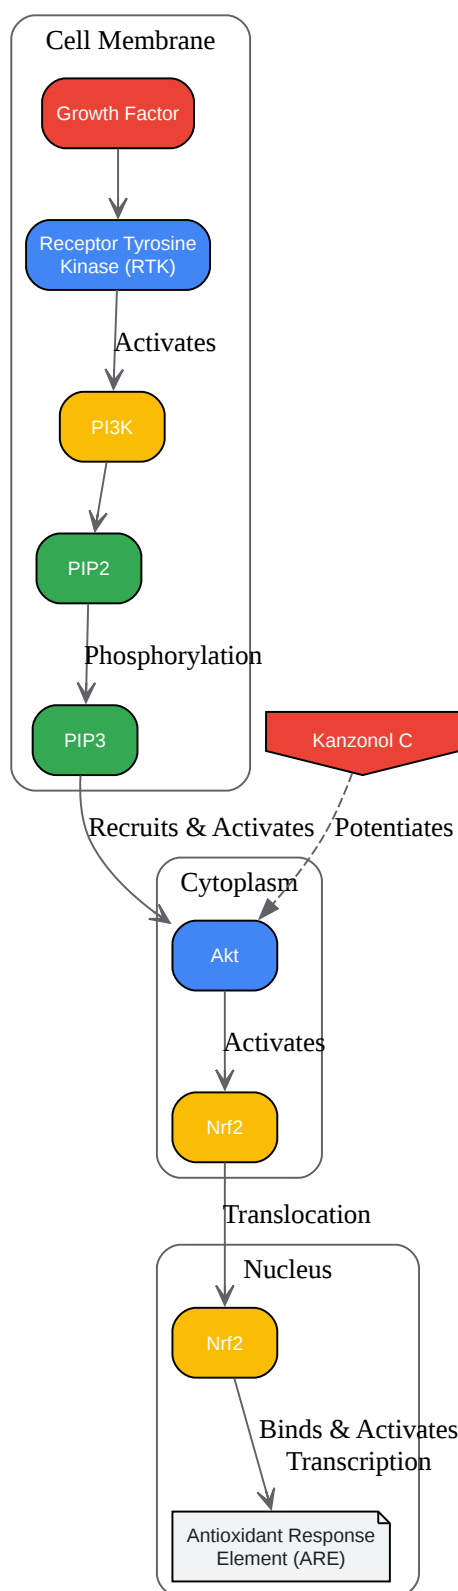 Cell Membrane
Growth Factor
Receptor Tyrosine
Kinase (RTK)
Activates
PI3K
PIP2
Phosphorylation
PIP3
Kanzonol C
Recruits & Activates
Potentiates
Cytoplasm
Akt
Activates
Nrf2
Translocation
Nucleus
Nrf2
Binds & Activates
Transcription
Antioxidant Response
Element (ARE)